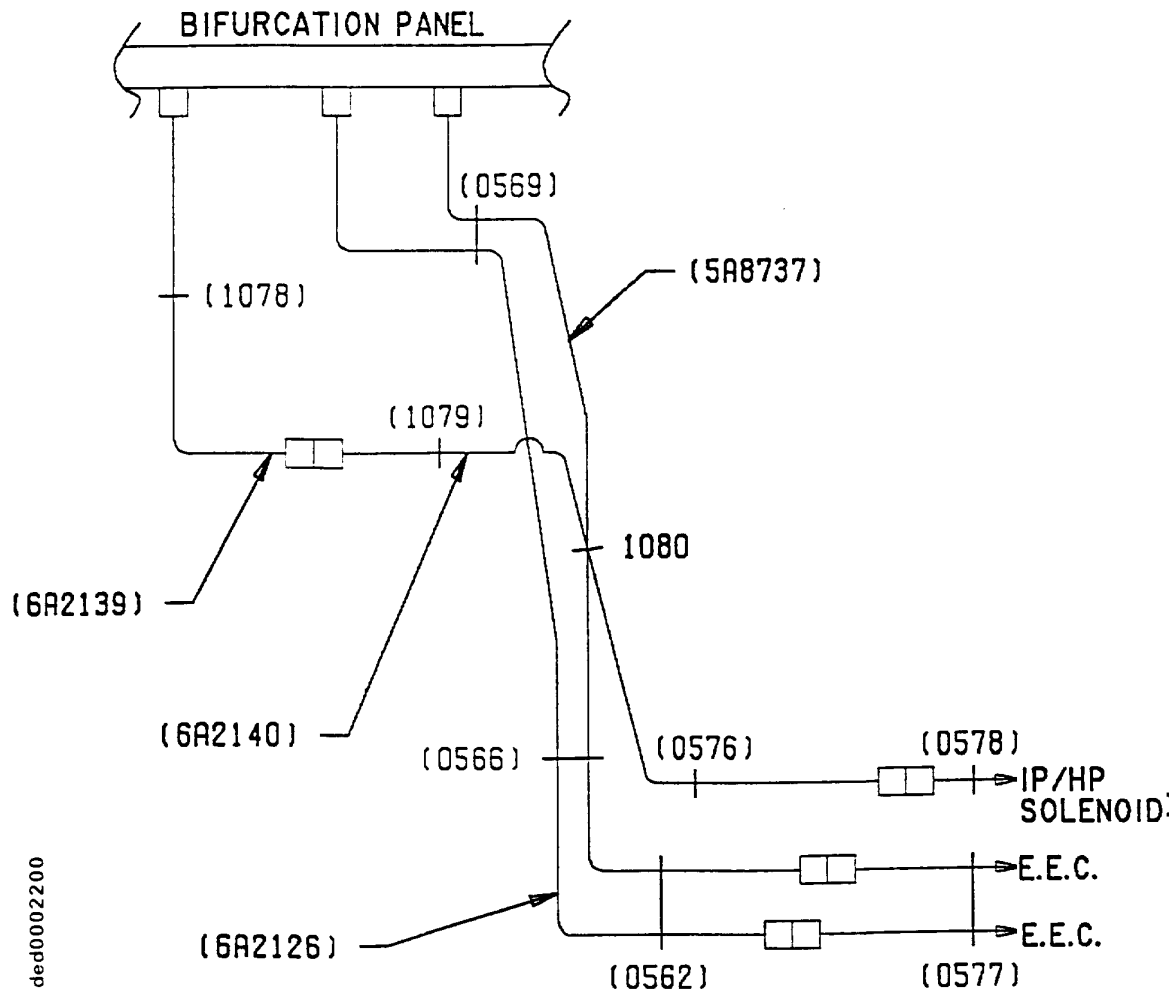 BIFURCATION PANEL
(0569)
(5A8737)
(1078)
(1079)
1080
(6A2139)
(6A2140)
(0566)
(0576)
(0578)
IP/HP
SOLENOID
E.E.C.
(6A2126)
E.E.C.
(0562)
(0577)
ded0002200